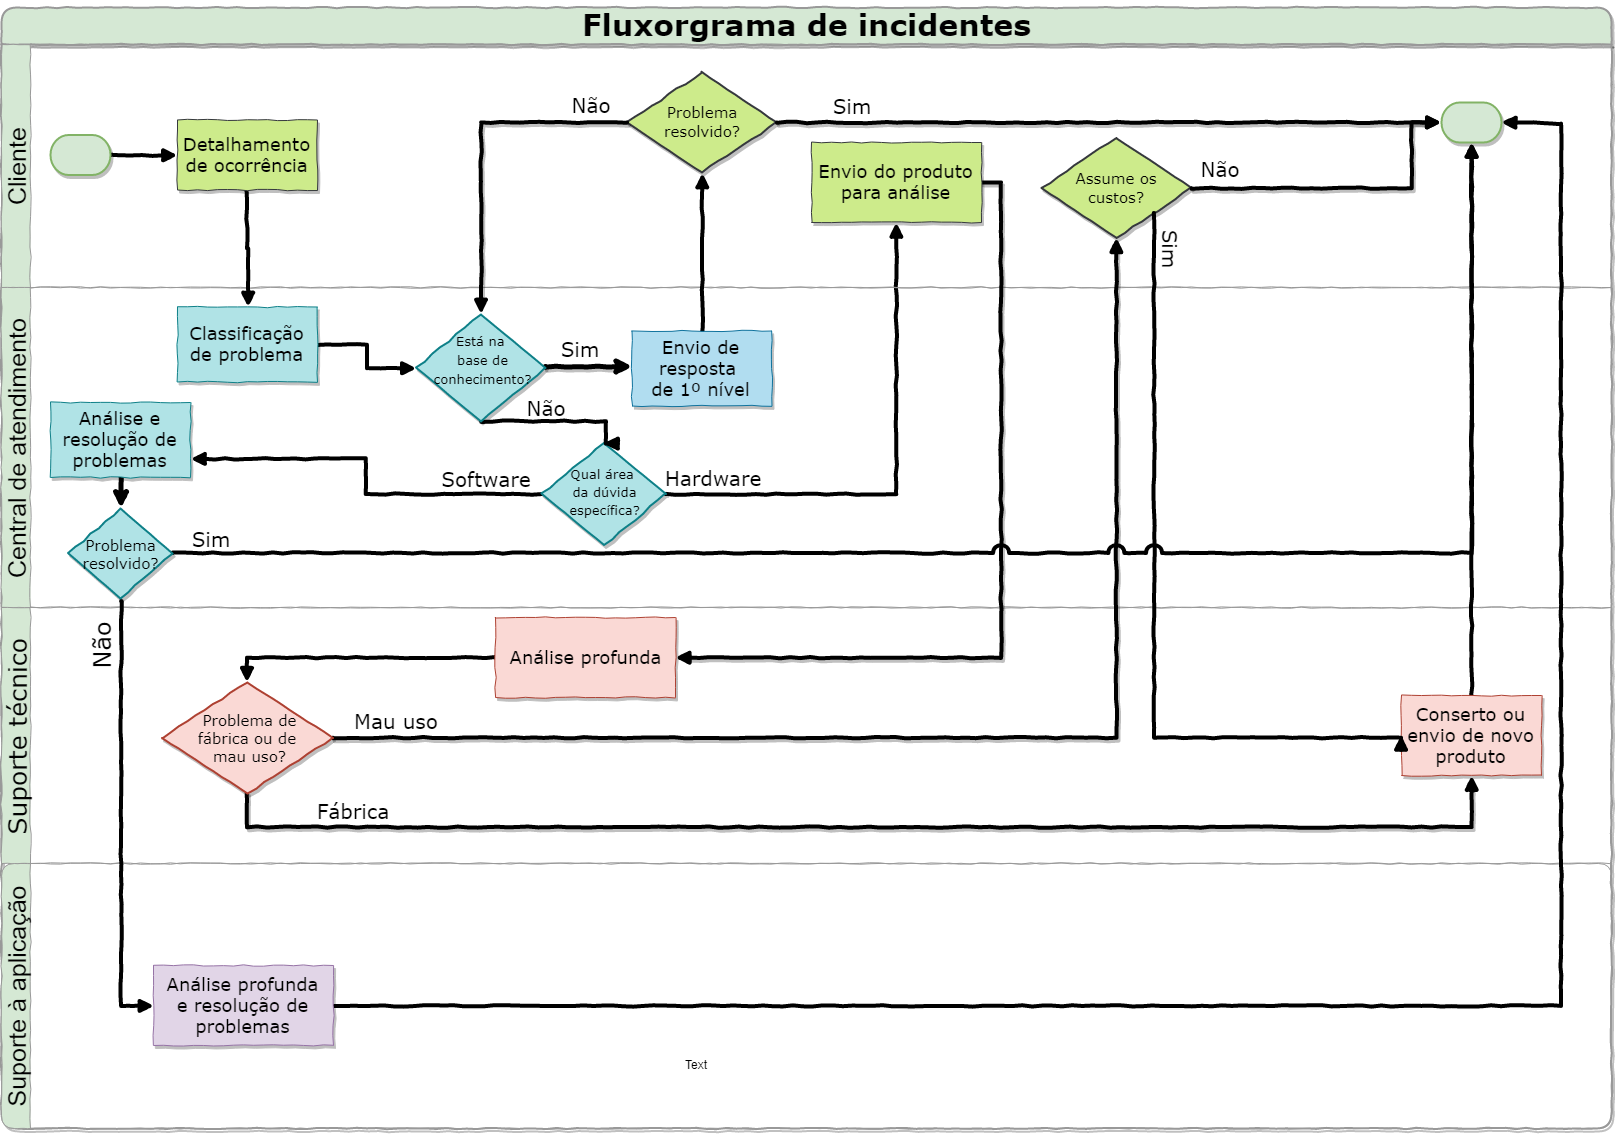 Fluxorgrama de incidentes
Cliente
Detalhamento
de ocorrência
Não
Problema
resolvido?
Sim
Envio do produto
para análise
Assume os
custos?
Não
Sim
Central de atendimento
Classificação
de problema
Está na
base de
conhecimento?
Sim
Envio de
resposta
de 1º nível
Não
Análise e
resolução de
problemas
Software
Qual área
da dúvida
específica?
Hardware
Problema
resolvido?
Sim
Não
Suporte técnico
Análise profunda
Problema de
fábrica ou de
mau uso?
Mau uso
Fábrica
Conserto ou
envio de novo
produto
Suporte à aplicação
Análise profunda
e resolução de
problemas
Text